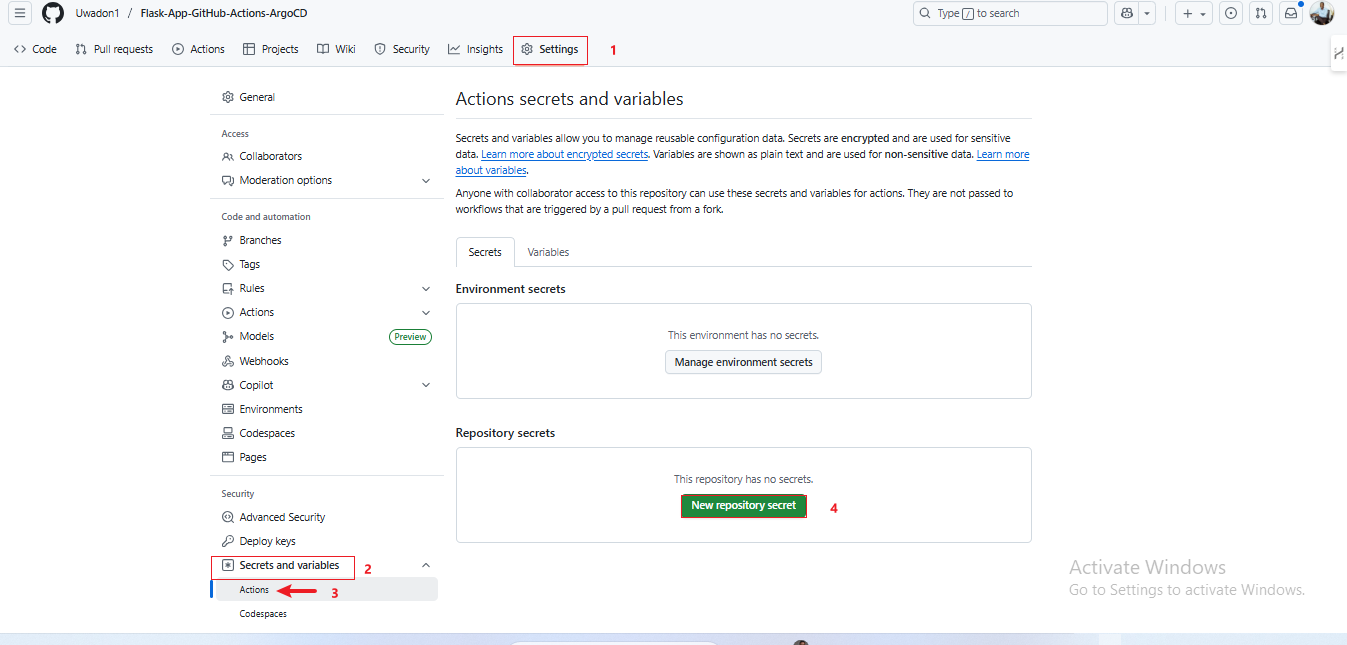 Uwadon1 / Flask-App-GitHub-Actions-ArgoCD
Type / to search
Code Pull requests Actions Projects Wiki Security Insights Settings 1
General
Access
Collaborators
Moderation options
Code and automation
Branches
Tags
Rules
Actions
Models Preview
Webhooks
Copilot
Environments
Codespaces
Pages
Security
Advanced Security
Deploy keys
Secrets and variables 2
Actions 3
Codespaces
Actions secrets and variables
Secrets and variables allow you to manage reusable configuration data. Secrets are encrypted and are used for sensitive
data. Learn more about encrypted secrets. Variables are shown as plain text and are used for non-sensitive data. Learn more
about variables.
Anyone with collaborator access to this repository can use these secrets and variables for actions. They are not passed to
workflows that are triggered by a pull request from a fork.
Secrets Variables
Environment secrets
This environment has no secrets.
Manage environment secrets
Repository secrets
This repository has no secrets.
New repository secret 4
Activate Windows
Go to Settings to activate Windows.